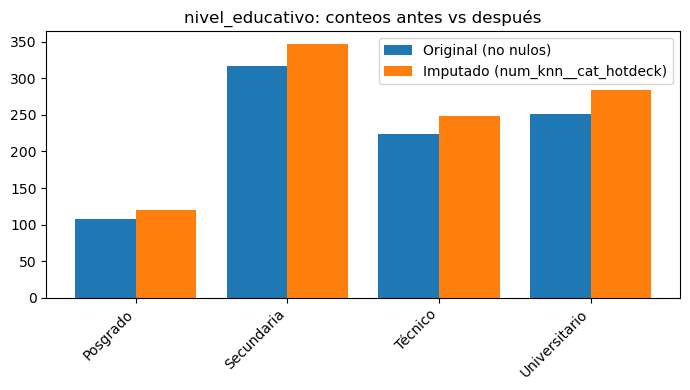 nivel_educativo: conteos antes vs después
350
300
250
200
150
100
50
0
Original (no nulos)
Imputado (num_knn__cat_hotdeck)
Posgrado
Secundaria
Técnico
Universitario